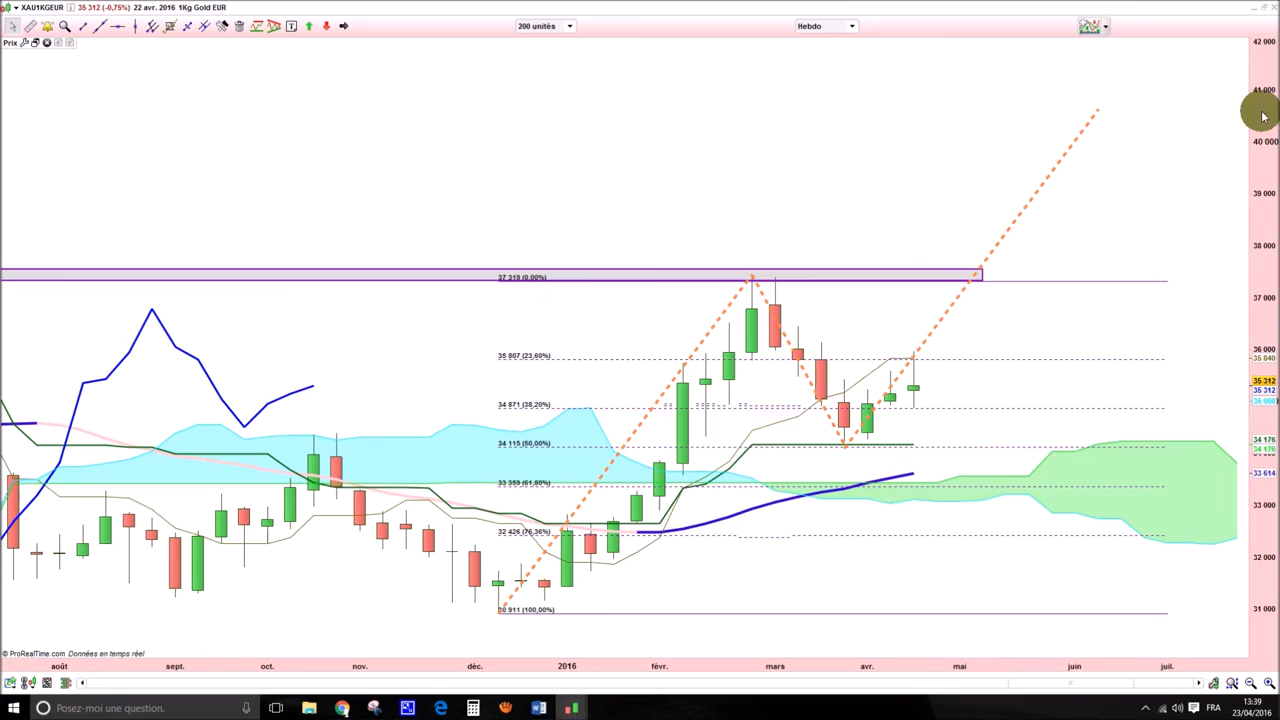 XAU1KGEUR 35 312 (-0,75%) 22 avr. 2016 1Kg Gold EUR
200 unités
Hebdo
Prix
42 000
41 000
40 000
39 000
38 000
37 319 (0,00%)
37 000
36 000
35 807 (23,60%)
35 840
35 312
35 312
34 871 (38,20%)
34 176
34 115 (50,00%)
34 176
33 614
33 359 (61,80%)
33 000
32 426 (76,36%)
32 000
30 911 (100,00%)
31 000
© ProRealTime.com Données en temps réel
août sept. oct. nov. déc. 2016 févr. mars avr. mai juin juil.
Posez-moi une question.
FRA
13:39
23/04/2016